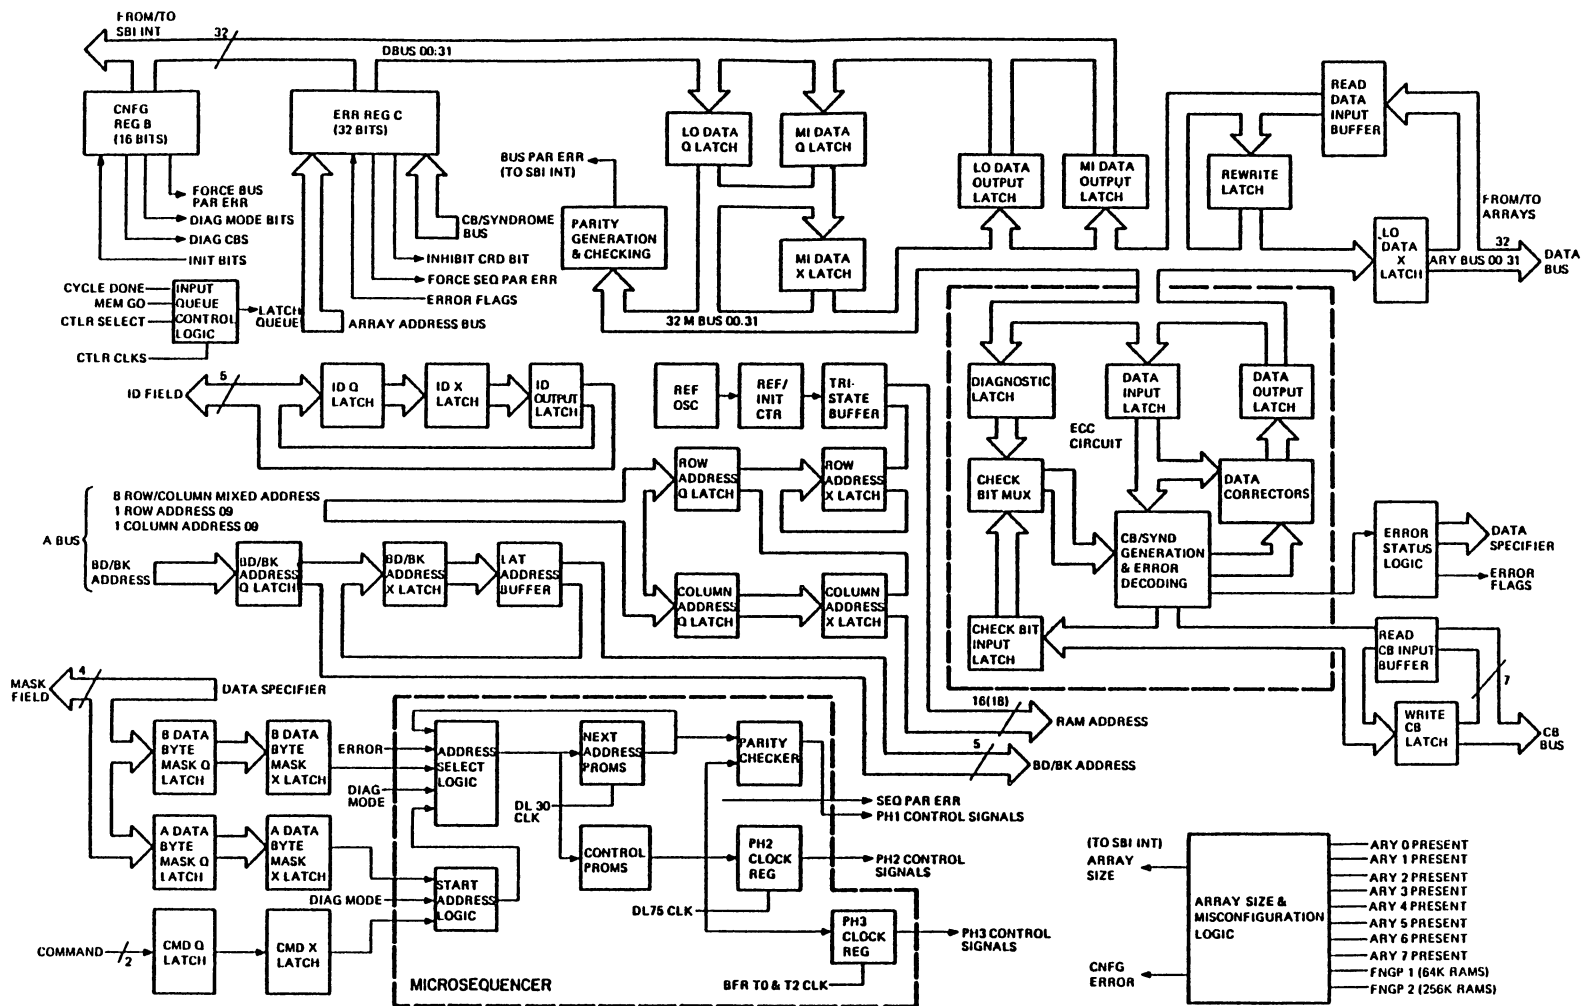 FROM/TO
SBI INT
32
DBUS 00:31
CNFG
REG B
(16 BITS)
ERR REG C
(32 BITS)
FORCE BUS
PAR ERR
DIAG MODE BITS
DIAG CBS
INIT BITS
CB/SYNDROME
BUS
INHIBIT CRD BIT
FORCE SEQ PAR ERR
ERROR FLAGS
ARRAY ADDRESS BUS
BUS PAR ERR
(TO SBI INT)
PARITY
GENERATION
& CHECKING
LO DATA
Q LATCH
MI DATA
Q LATCH
MI DATA
X LATCH
LO DATA
OUTPUT
LATCH
MI DATA
OUTPUT
LATCH
READ
DATA
INPUT
BUFFER
REWRITE
LATCH
FROM/TO
ARRAYS
LO
DATA
X
LATCH
32
ARY BUS 00 31
DATA
BUS
32 M BUS 00:31
CYCLE DONE
MEM GO
CTLR SELECT
CTLR CLKS
INPUT
QUEUE
CONTROL
LOGIC
LATCH
QUEUE
ID FIELD
5
ID Q
LATCH
ID X
LATCH
ID
OUTPUT
LATCH
REF
OSC
REF/
INIT
CTR
TRI-
STATE
BUFFER
DIAGNOSTIC
LATCH
DATA
INPUT
LATCH
DATA
OUTPUT
LATCH
ECC
CIRCUIT
CHECK
BIT MUX
DATA
CORRECTORS
CB/SYND
GENERATION
& ERROR
DECODING
CHECK BIT
INPUT
LATCH
ERROR
STATUS
LOGIC
DATA
SPECIFIER
ERROR
FLAGS
READ
CB INPUT
BUFFER
7
WRITE
CB
LATCH
CB
BUS
A BUS
8 ROW/COLUMN MIXED ADDRESS
1 ROW ADDRESS 09
1 COLUMN ADDRESS 09
BD/BK
ADDRESS
BD/BK
ADDRESS
Q LATCH
BD/BK
ADDRESS
X LATCH
LAT
ADDRESS
BUFFER
ROW
ADDRESS
Q LATCH
ROW
ADDRESS
X LATCH
COLUMN
ADDRESS
Q LATCH
COLUMN
ADDRESS
X LATCH
16(18)
RAM ADDRESS
5
BD/BK ADDRESS
MASK
FIELD
4
DATA SPECIFIER
B DATA
BYTE
MASK Q
LATCH
B DATA
BYTE
MASK
X LATCH
A DATA
BYTE
MASK Q
LATCH
A DATA
BYTE
MASK
X LATCH
COMMAND
2
CMD Q
LATCH
CMD X
LATCH
ERROR
DIAG
MODE
ADDRESS
SELECT
LOGIC
DIAG MODE
START
ADDRESS
LOGIC
NEXT
ADDRESS
PROMS
DL 30
CLK
CONTROL
PROMS
PARITY
CHECKER
SEQ PAR ERR
PH1 CONTROL SIGNALS
PH2
CLOCK
REG
PH2 CONTROL
SIGNALS
DL75 CLK
PH3
CLOCK
REG
PH3 CONTROL
SIGNALS
BFR T0 & T2 CLK
MICROSEQUENCER
(TO SBI INT)
ARRAY
SIZE
CNFG
ERROR
ARRAY SIZE &
MISCONFIGURATION
LOGIC
ARY 0 PRESENT
ARY 1 PRESENT
ARY 2 PRESENT
ARY 3 PRESENT
ARY 4 PRESENT
ARY 5 PRESENT
ARY 6 PRESENT
ARY 7 PRESENT
FNGP 1 (64K RAMS)
FNGP 2 (256K RAMS)